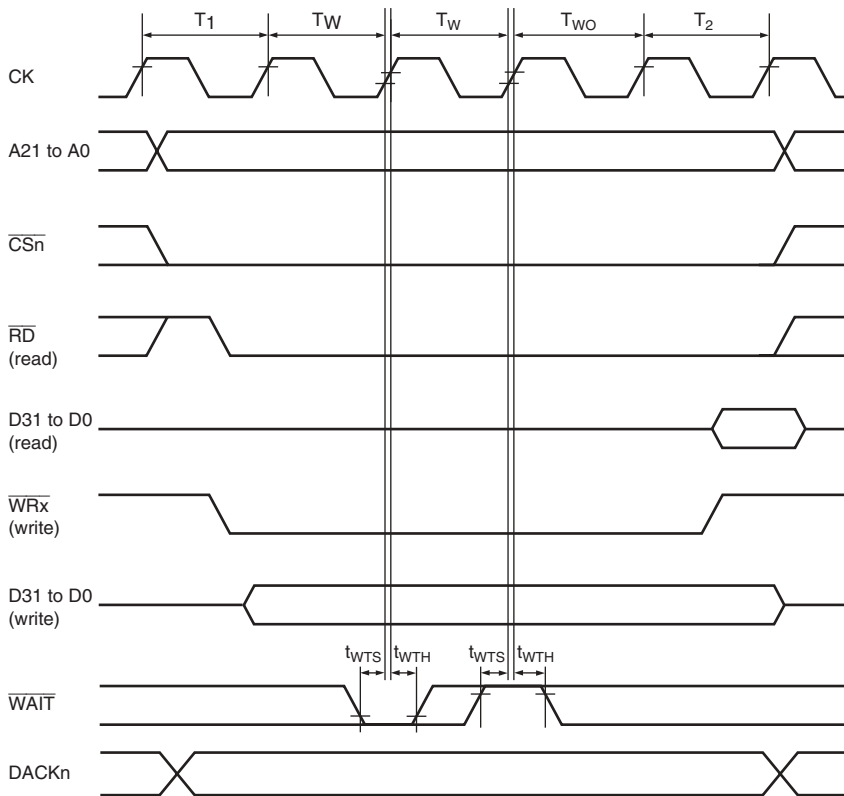 T1 TW TW TWO T2
CK
A21 to A0
CSn
RD
(read)
D31 to D0
(read)
WRx
(write)
D31 to D0
(write)
tWTS tWTH tWTS tWTH
WAIT
DACKn